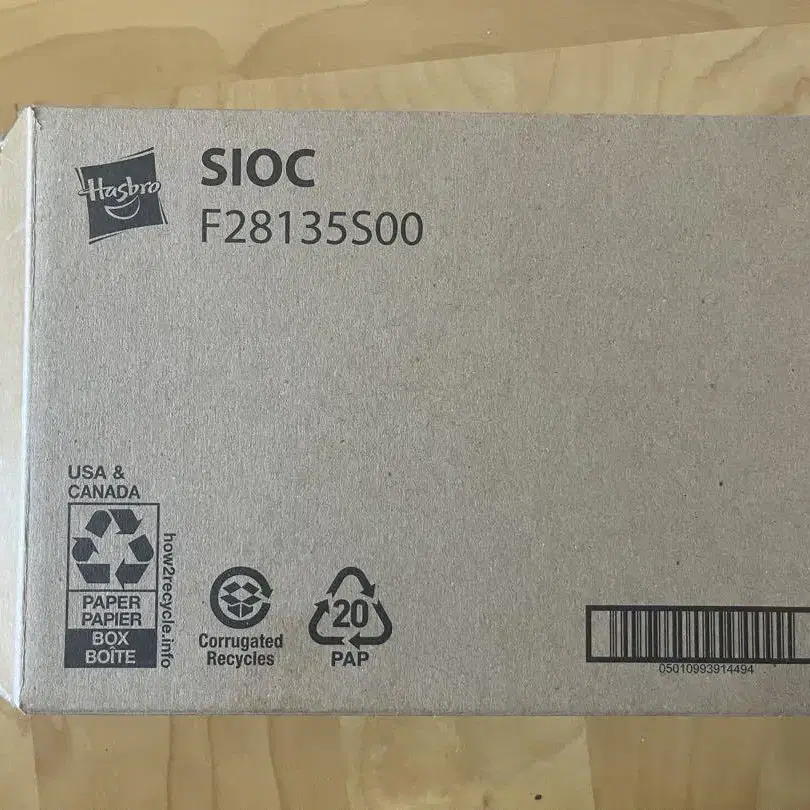 Hasbro
SIOC
F28135S00
USA &
CANADA
PAPER
PAPIER
BOX
BOÎTE
how2recycle.info
Corrugated
Recycles
20
PAP
05010993914494